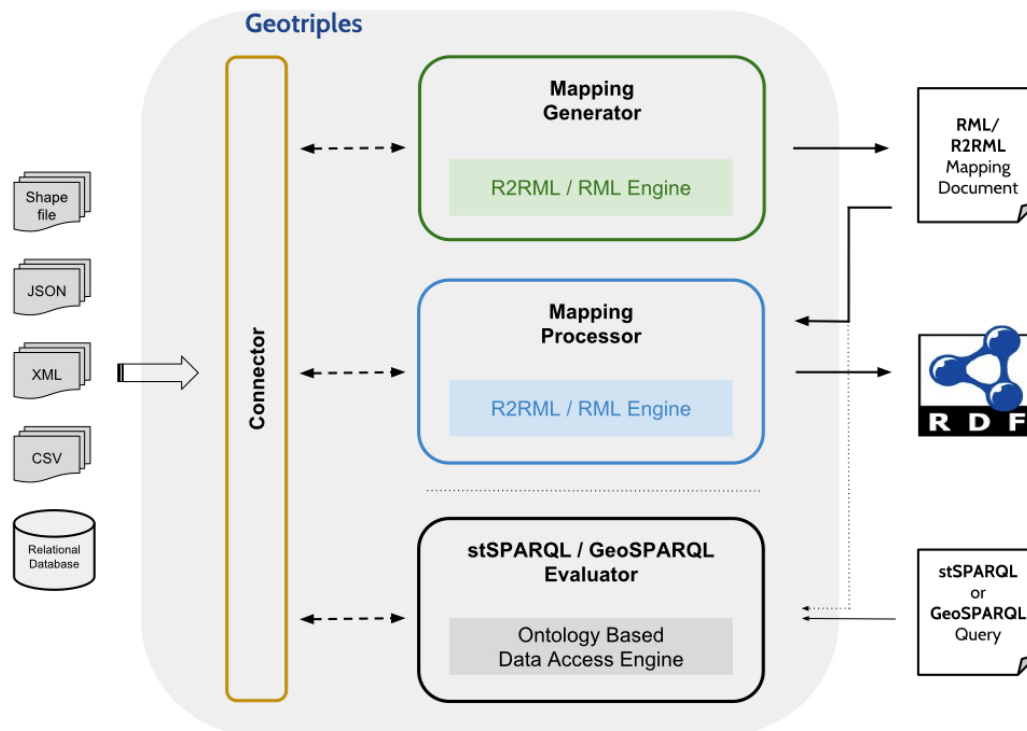 Geotriples
Shape
file
JSON
XML
CSV
Relational
Database
Connector
Mapping
Generator
R2RML / RML Engine
Mapping
Processor
R2RML / RML Engine
stSPARQL / GeoSPARQL
Evaluator
Ontology Based
Data Access Engine
RML/
R2RML
Mapping
Document
RDF
stSPARQL
or
GeoSPARQL
Query